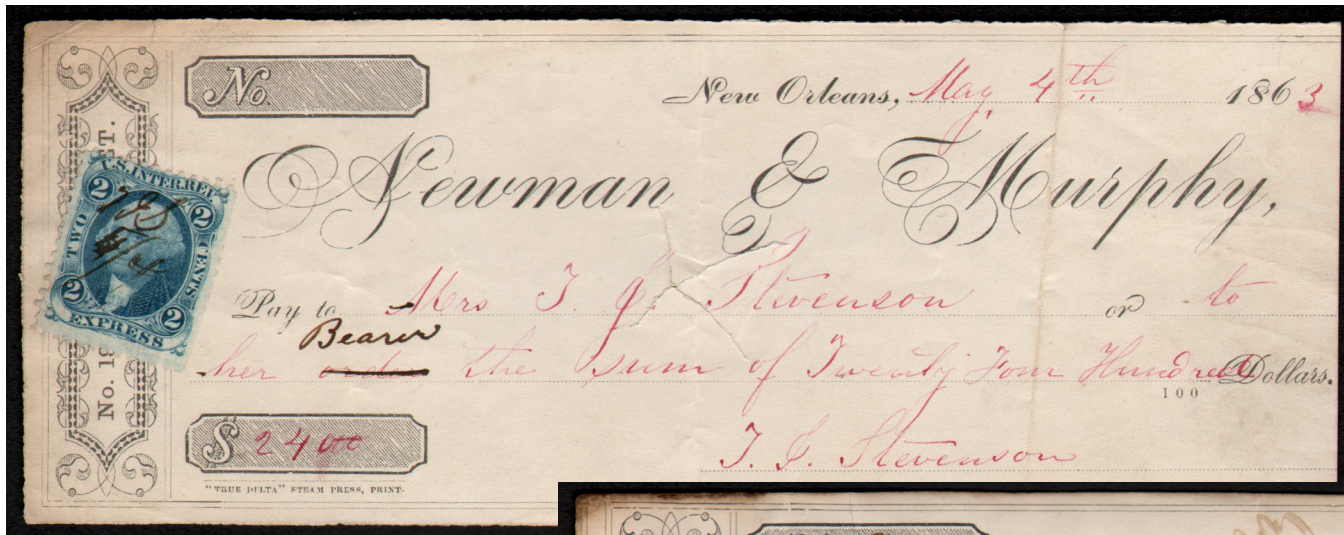 No.
New Orleans, May 4th 1863
No. 19
T.
U.S. INTER. REV.
2 2
TWO CENTS
2 2
EXPRESS
Newman & Murphy,
Pay to Mrs T. J. Stevenson or to
Bearer
her order the sum of Twenty Four Hundred Dollars.
100
$ 2400
T. J. Stevenson
"TRUE DELTA" STEAM PRESS, PRINT.